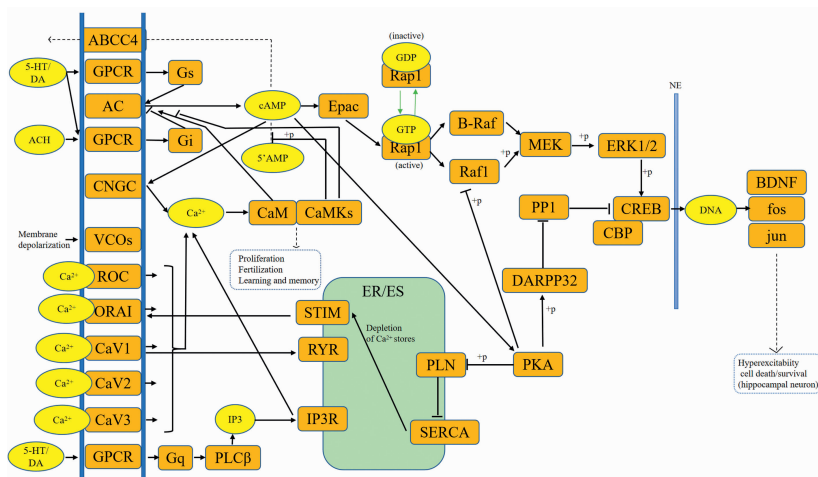 ABCC4
5-HT/
DA
GPCR
Gs
AC
cAMP
Epac
(inactive)
GDP
Rap1
GTP
Rap1
(active)
B-Raf
Raf1
MEK
+p
+p
ERK1/2
NE
ACH
GPCR
Gi
+p
5'AMP
CNGC
Ca²⁺
CaM
CaMKs
+p
+p
PP1
CREB
CBP
DNA
BDNF
fos
jun
Membrane
depolarization
VCOs
Proliferation
Fertilization
Learning and memory
DARPP32
+p
Ca²⁺
ROC
Ca²⁺
ORAI
Ca²⁺
CaV1
Ca²⁺
CaV2
Ca²⁺
CaV3
ER/ES
STIM
Depletion
of Ca²⁺ stores
RYR
PLN
+p
PKA
IP3
IP3R
SERCA
Hyperexcitabiity
cell death/survival
(hippocampal neuron)
5-HT/
DA
GPCR
Gq
PLCβ